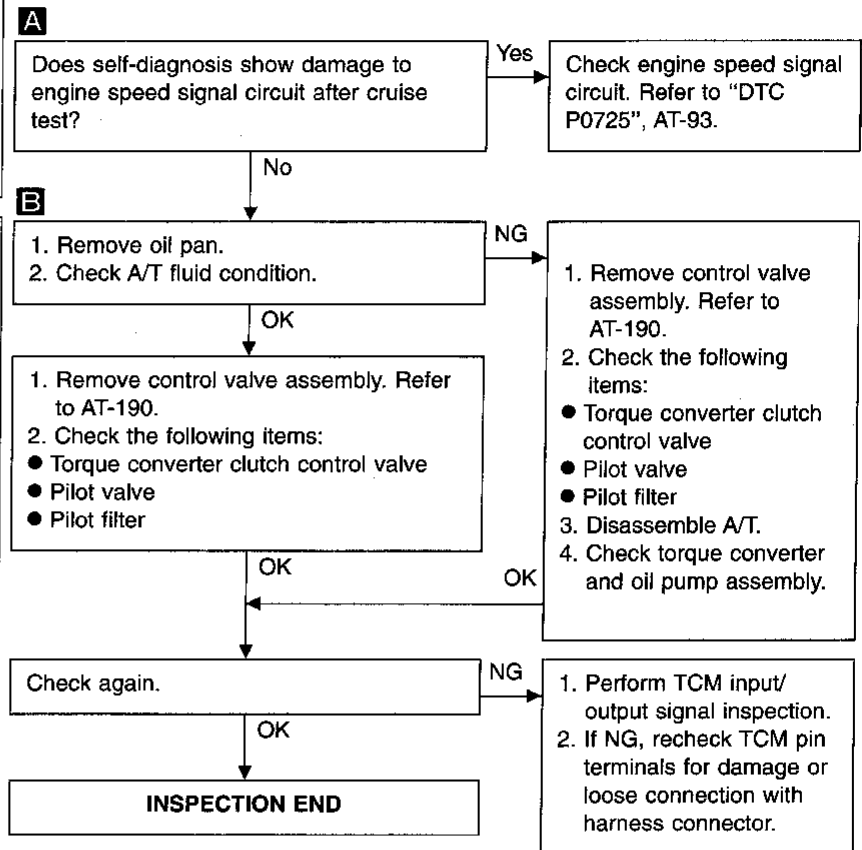 A
Does self-diagnosis show damage to
engine speed signal circuit after cruise
test?
Yes
Check engine speed signal
circuit. Refer to “DTC
P0725”, AT-93.
No
B
1. Remove oil pan.
2. Check A/T fluid condition.
NG
1. Remove control valve
assembly. Refer to
AT-190.
2. Check the following
items:
● Torque converter clutch
control valve
● Pilot valve
● Pilot filter
3. Disassemble A/T.
4. Check torque converter
and oil pump assembly.
OK
1. Remove control valve assembly. Refer
to AT-190.
2. Check the following items:
● Torque converter clutch control valve
● Pilot valve
● Pilot filter
OK
OK
Check again.
NG
1. Perform TCM input/
output signal inspection.
2. If NG, recheck TCM pin
terminals for damage or
loose connection with
harness connector.
OK
INSPECTION END